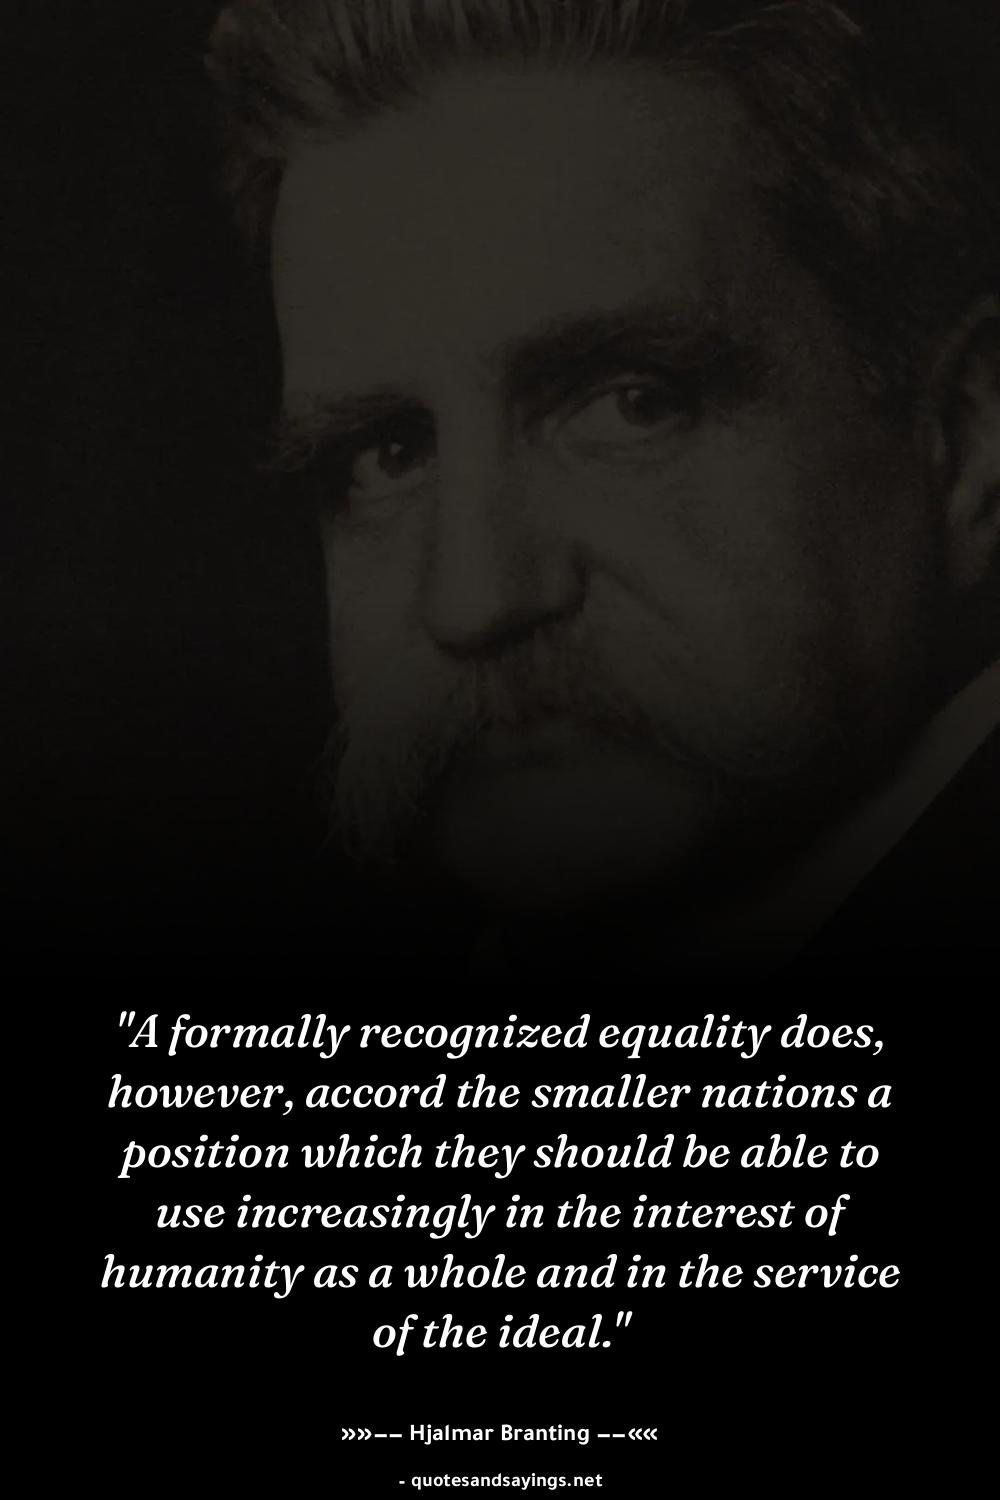 "A formally recognized equality does,
however, accord the smaller nations a
position which they should be able to
use increasingly in the interest of
humanity as a whole and in the service
of the ideal."
»»—— Hjalmar Branting ——««
- quotesandsayings.net